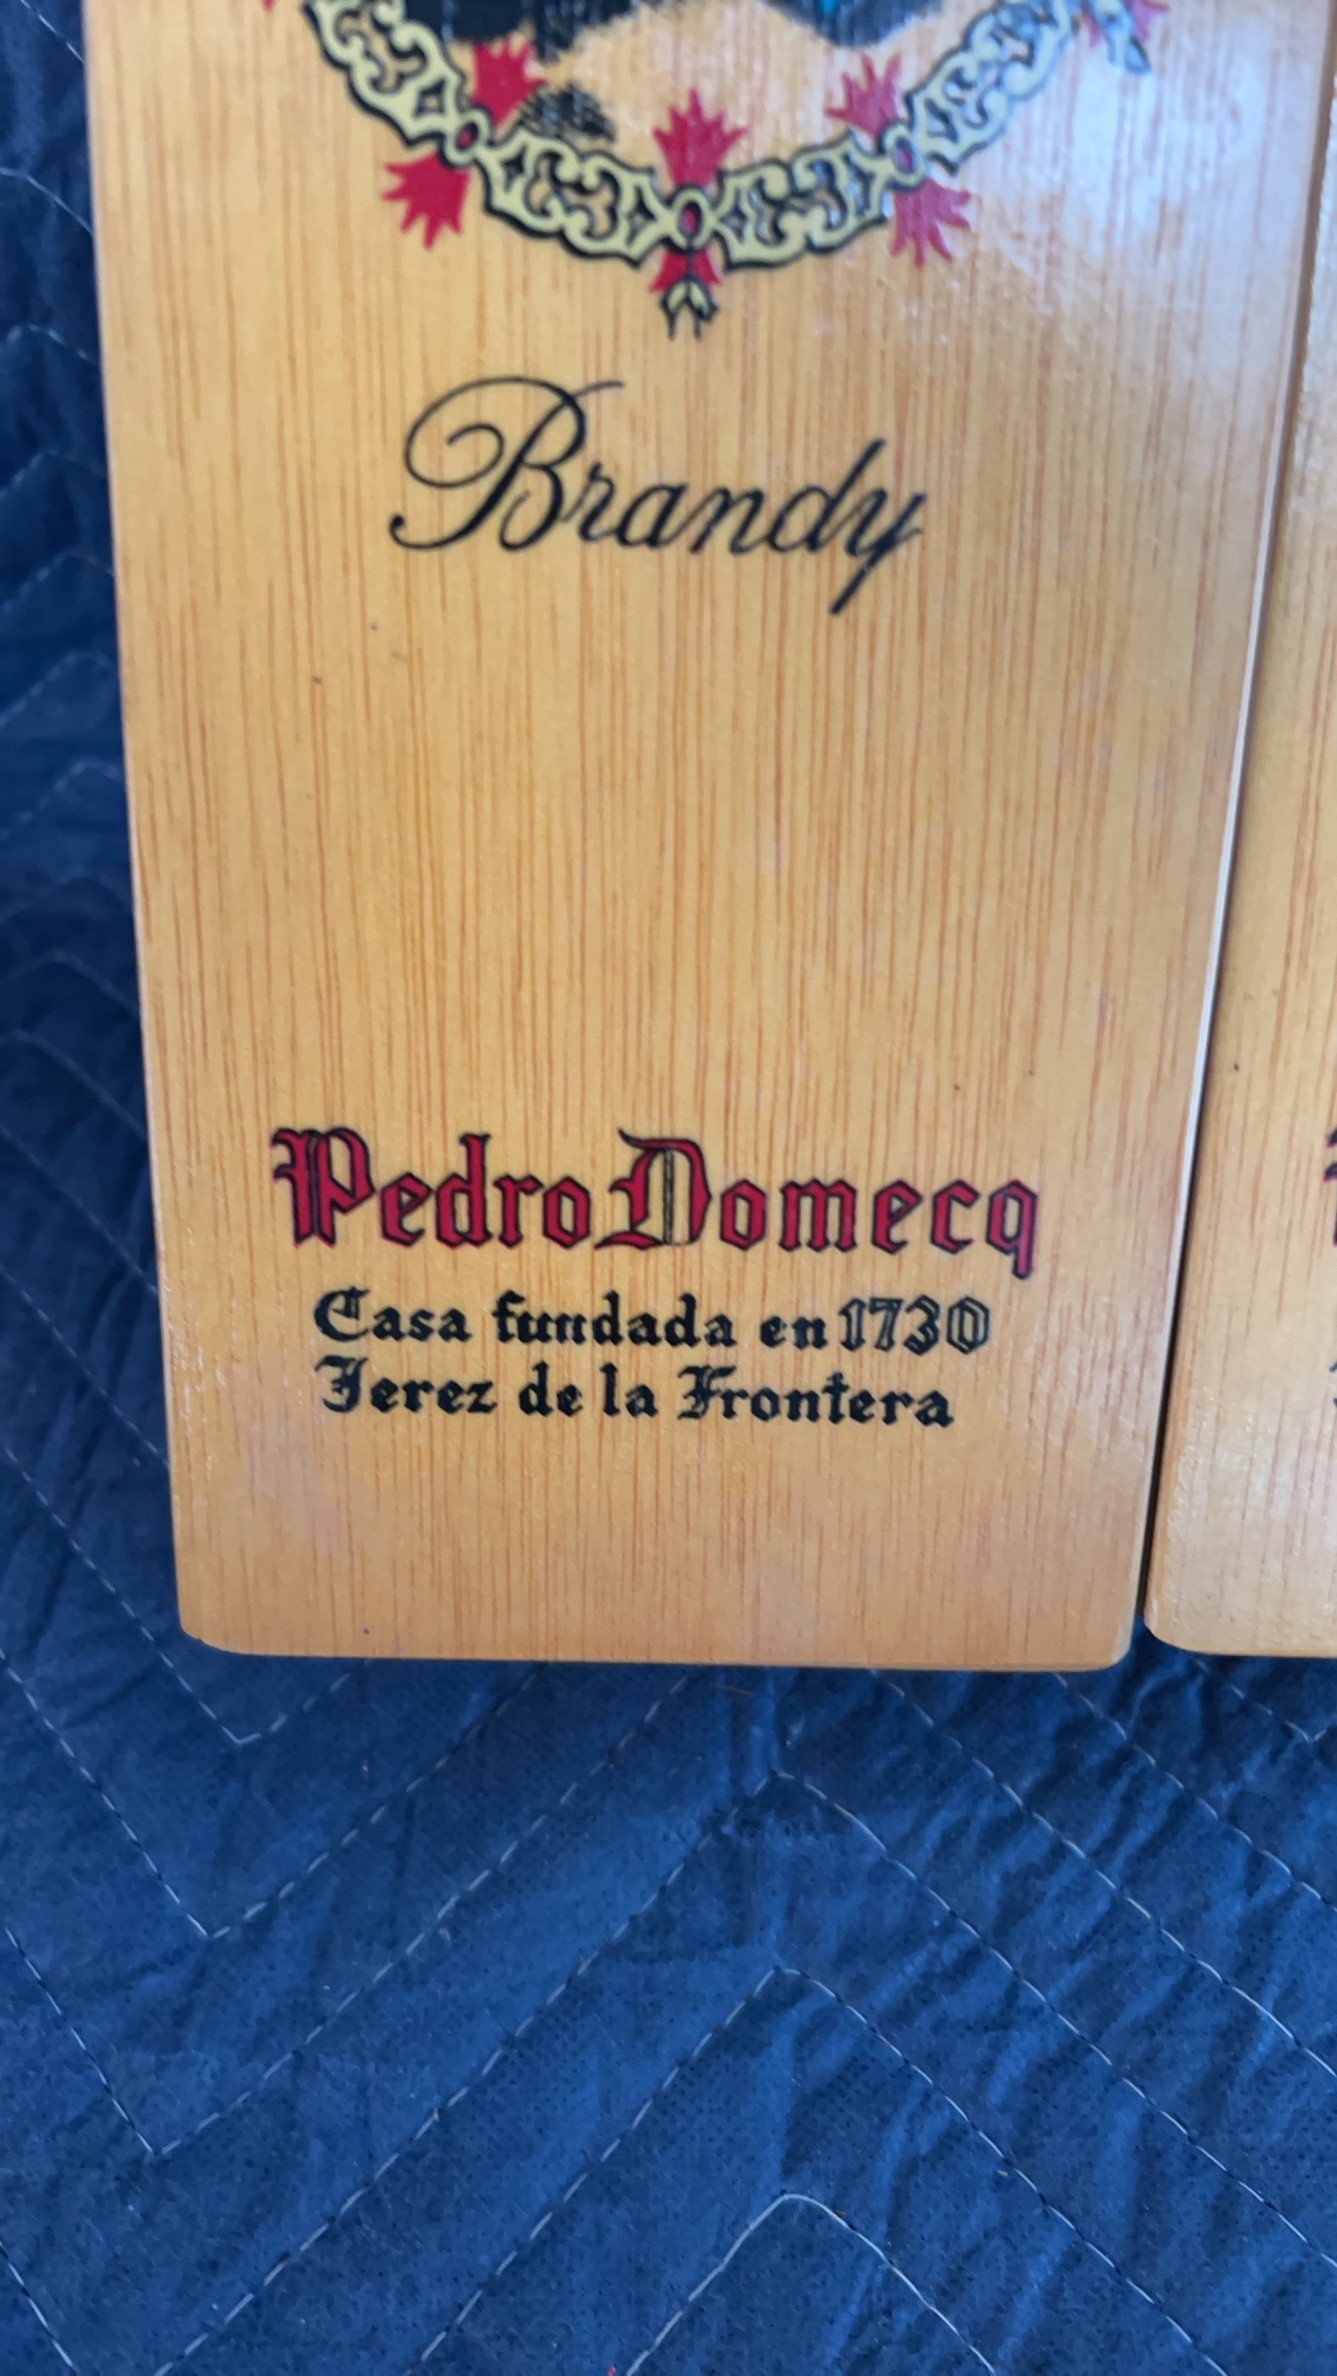 Brandy
Pedro Domecq
Casa fundada en 1730
Jerez de la Frontera